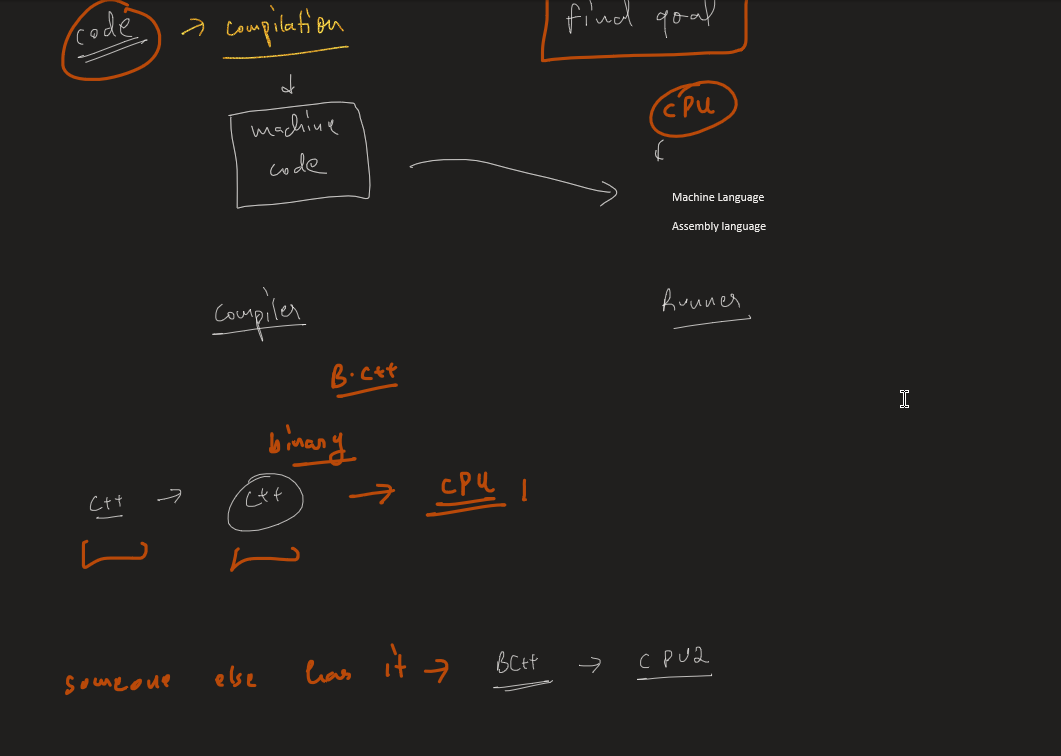 code → compilation
final goal
CPU
machine
code
Machine Language
Assembly language
compiler
Runner
B.C++
binary
C++ → C++ → CPU 1
someone else has it → BC++ → CPU2